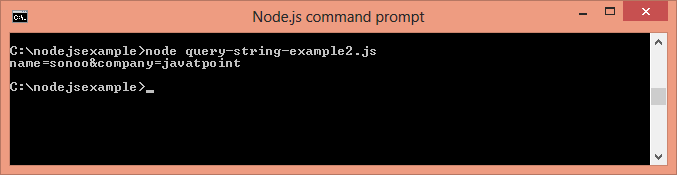 Node.js command prompt
C:\nodejsexample>node query-string-example2.js
name=sonoo&company=javatpoint
C:\nodejsexample>_